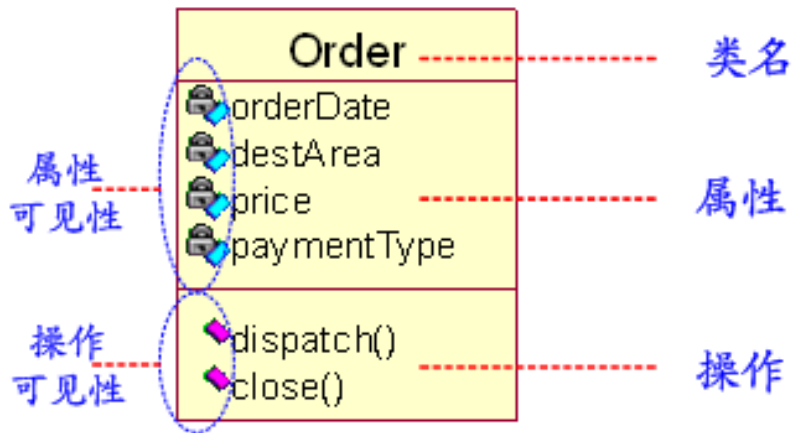 Order
类名
orderDate
destArea
price
paymentType
属性
可见性
属性
dispatch()
close()
操作
可见性
操作